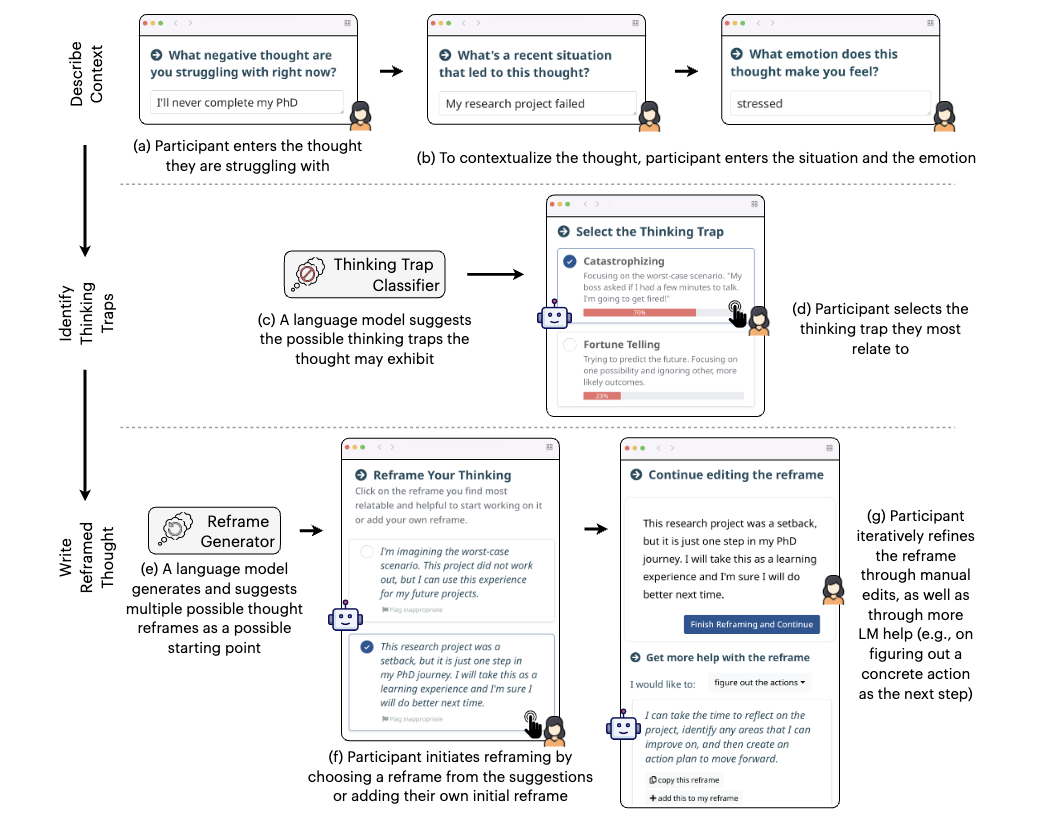 Describe
Context
What negative thought are
you struggling with right now?
I'll never complete my PhD
What's a recent situation
that led to this thought?
My research project failed
What emotion does this
thought make you feel?
stressed
(a) Participant enters the thought
they are struggling with
(b) To contextualize the thought, participant enters the situation and the emotion
Identify
Thinking
Traps
Thinking Trap
Classifier
(c) A language model suggests
the possible thinking traps the
thought may exhibit
Select the Thinking Trap
Catastrophizing
Focusing on the worst-case scenario. "My
boss asked if I had a few minutes to talk.
I'm going to get fired!"
70%
Fortune Telling
Trying to predict the future. Focusing on
one possibility and ignoring other, more
likely outcomes.
23%
(d) Participant selects the
thinking trap they most
relate to
Write
Reframed
Thought
Reframe
Generator
(e) A language model
generates and suggests
multiple possible thought
reframes as a possible
starting point
Reframe Your Thinking
Click on the reframe you find most
relatable and helpful to start working on it
or add your own reframe.
I'm imagining the worst-case
scenario. This project did not work
out, but I can use this experience
for my future projects.
Flag inappropriate
This research project was a
setback, but it is just one step in
my PhD journey. I will take this as a
learning experience and I'm sure I
will do better next time.
Flag inappropriate
(f) Participant initiates reframing by
choosing a reframe from the suggestions
or adding their own initial reframe
Continue editing the reframe
This research project was a setback,
but it is just one step in my PhD
journey. I will take this as a learning
experience and I'm sure I will do
better next time.
Finish Reframing and Continue
Get more help with the reframe
I would like to: figure out the actions
I can take the time to reflect on the
project, identify any areas that I can
improve on, and then create an
action plan to move forward.
copy this reframe
add this to my reframe
(g) Participant
iteratively refines
the reframe
through manual
edits, as well as
through more
LM help (e.g., on
figuring out a
concrete action
as the next step)